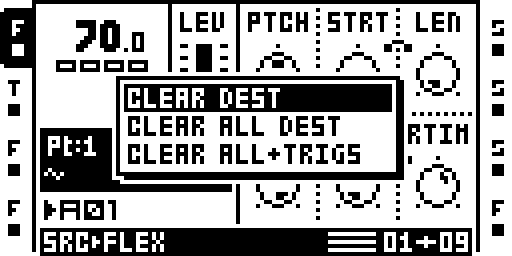 F
70.0
LEV
PTCH
STRT
LEN
S
T
CLEAR DEST
CLEAR ALL DEST
CLEAR ALL+TRIGS
S
F
Pt:1
RTIM
S
F
A01
S
SRC▸FLEX
01→09